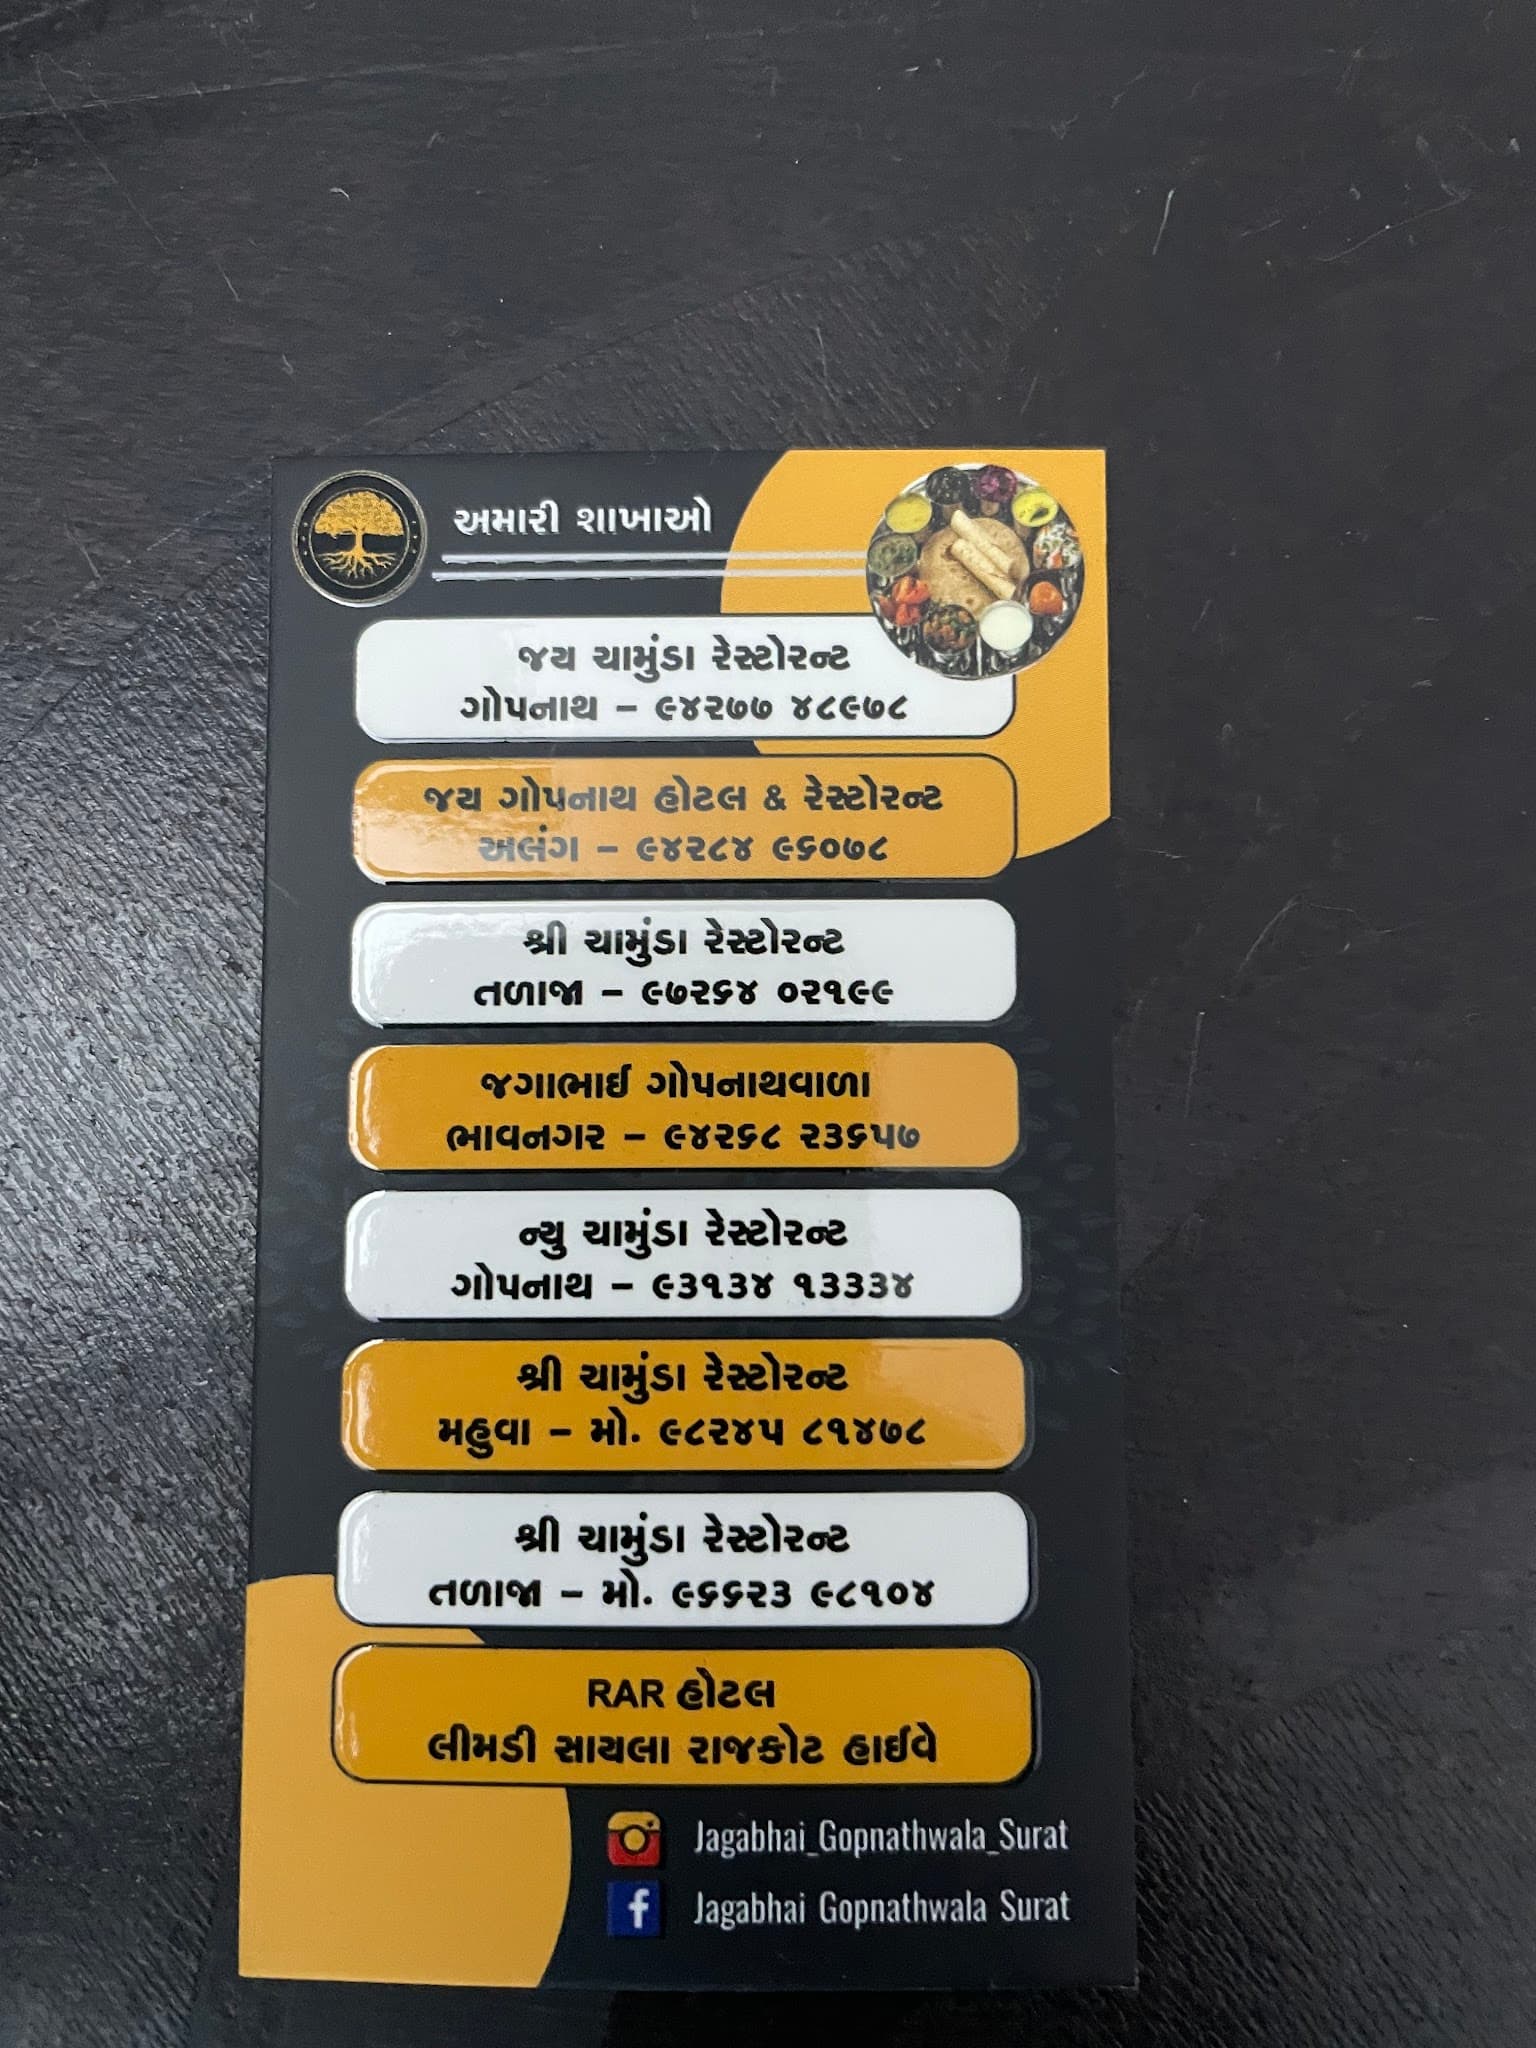 અમારી શાખાઓ
જય ચામુંડા રેસ્ટોરન્ટ
ગોપનાથ – ૯૪૨૭૭ ૪૮૯૭૮
જય ગોપનાથ હોટલ & રેસ્ટોરન્ટ
અલંગ – ૯૪૨૮૪ ૯૬૦૭૮
શ્રી ચામુંડા રેસ્ટોરન્ટ
તળાજા – ૯૭૨૬૪ ૦૨૧૯૯
જગાભાઈ ગોપનાથવાળા
ભાવનગર – ૯૪૨૬૮ ૨૩૬૫૭
ન્યુ ચામુંડા રેસ્ટોરન્ટ
ગોપનાથ – ૯૩૧૩૪ ૧૩૩૩૪
શ્રી ચામુંડા રેસ્ટોરન્ટ
મહુવા – મો. ૯૮૨૪૫ ૮૧૪૭૮
શ્રી ચામુંડા રેસ્ટોરન્ટ
તળાજા – મો. ૯૬૬૨૩ ૯૮૧૦૪
RAR હોટલ
લીમડી સાયલા રાજકોટ હાઈવે
Jagabhai_Gopnathwala_Surat
Jagabhai Gopnathwala Surat